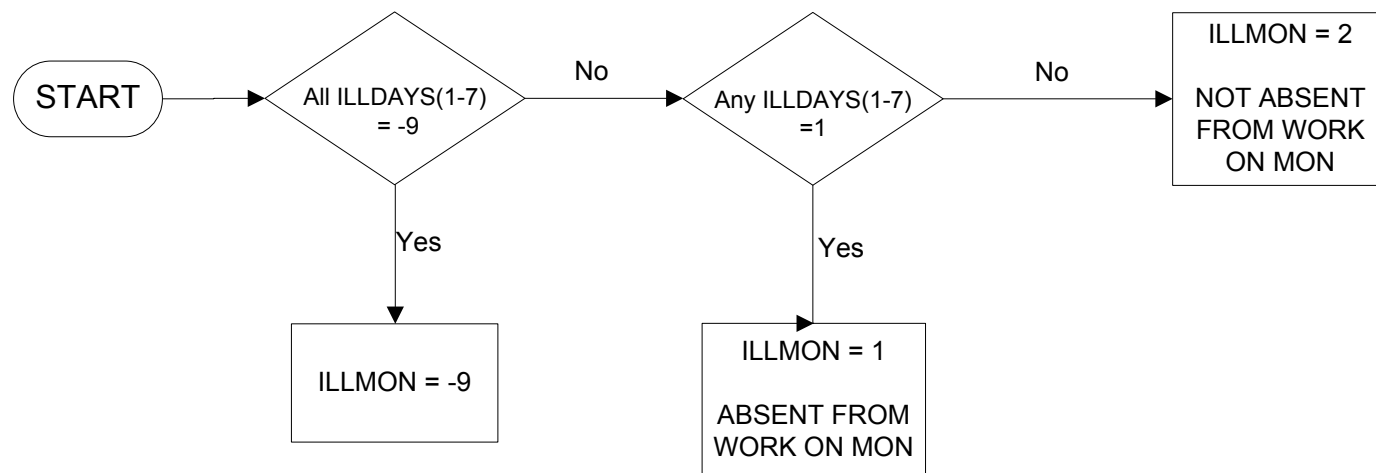 START
All ILLDAYS(1-7)
= -9
No
Any ILLDAYS(1-7)
=1
No
ILLMON = 2
NOT ABSENT
FROM WORK
ON MON
Yes
ILLMON = -9
Yes
ILLMON = 1
ABSENT FROM
WORK ON MON